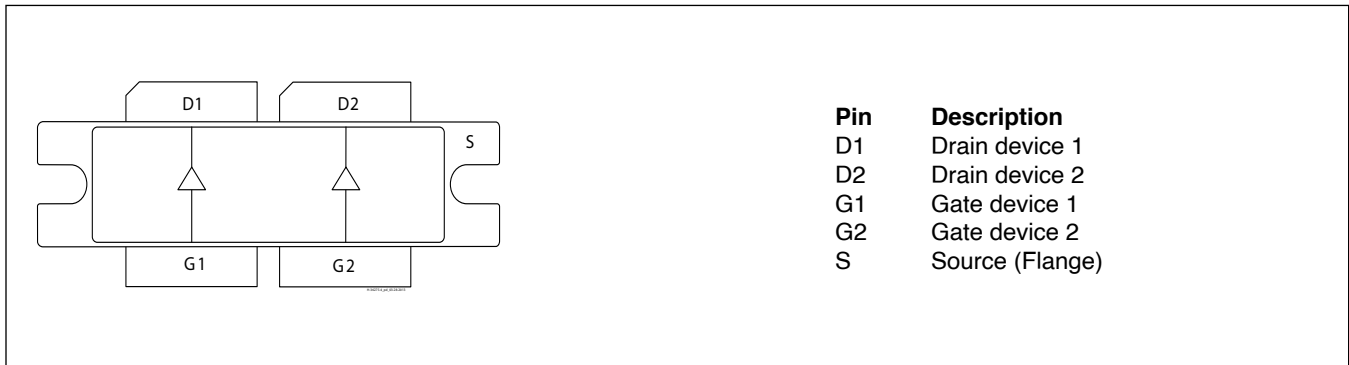 D1 D2
S
G1 G2
Pin Description
D1 Drain device 1
D2 Drain device 2
G1 Gate device 1
G2 Gate device 2
S Source (Flange)